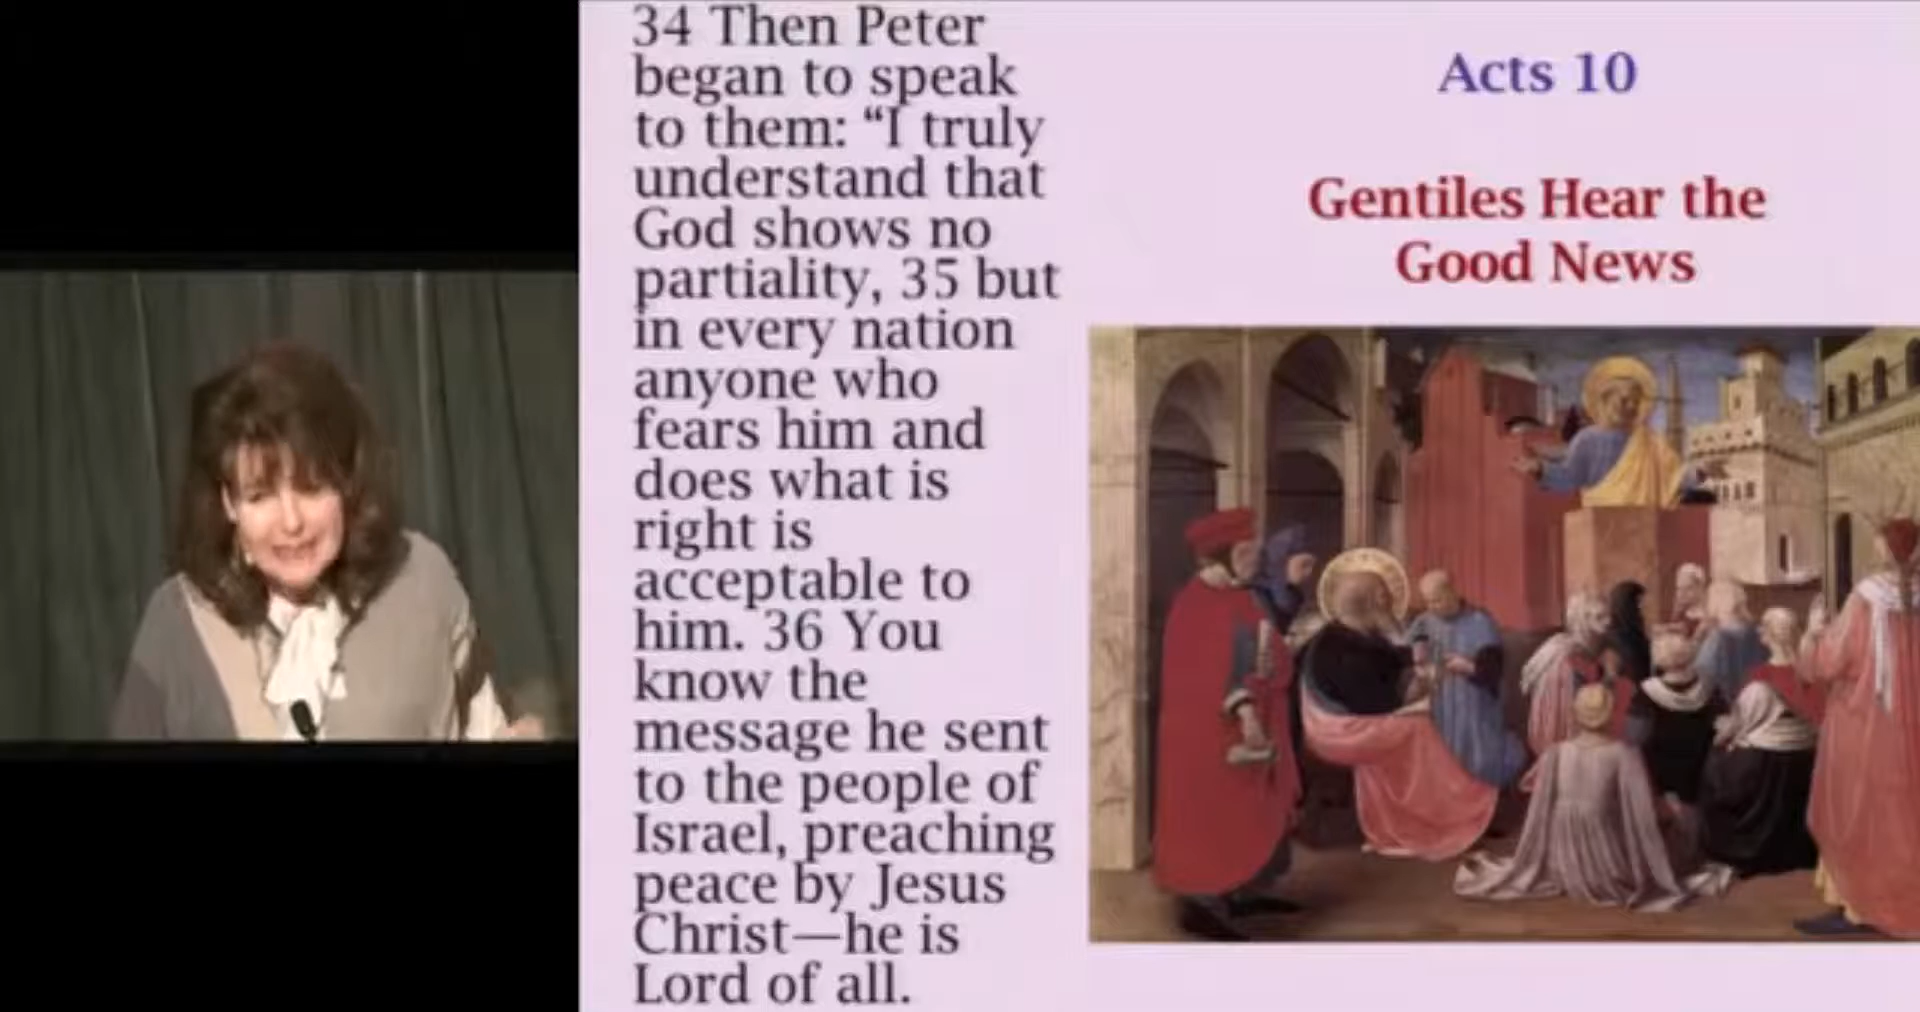 34 Then Peter
began to speak
to them: “I truly
understand that
God shows no
partiality, 35 but
in every nation
anyone who
fears him and
does what is
right is
acceptable to
him. 36 You
know the
message he sent
to the people of
Israel, preaching
peace by Jesus
Christ—he is
Lord of all.
Acts 10
Gentiles Hear the
Good News